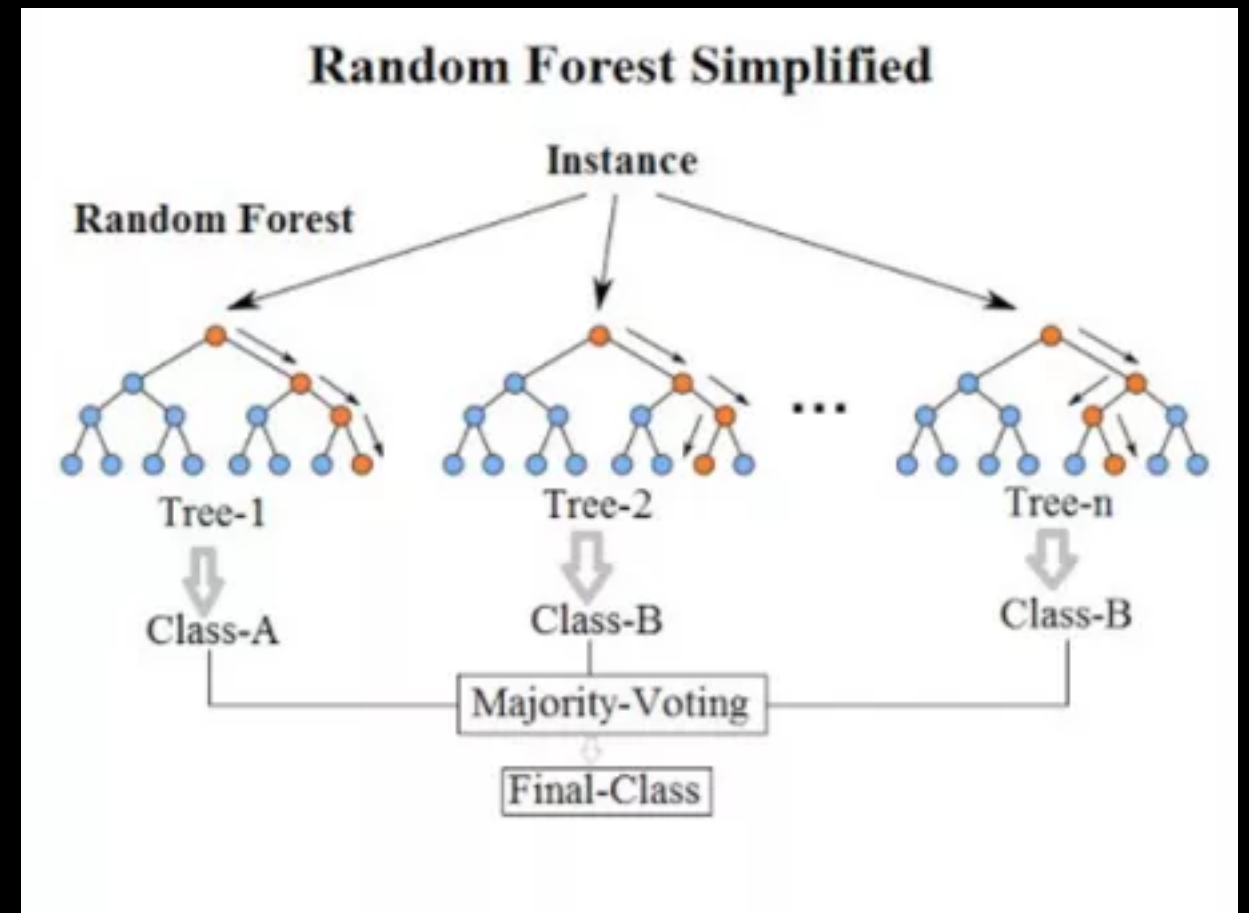 Random Forest Simplified
Instance
Random Forest
...
Tree-1
Tree-2
Tree-n
Class-A
Class-B
Class-B
Majority-Voting
Final-Class